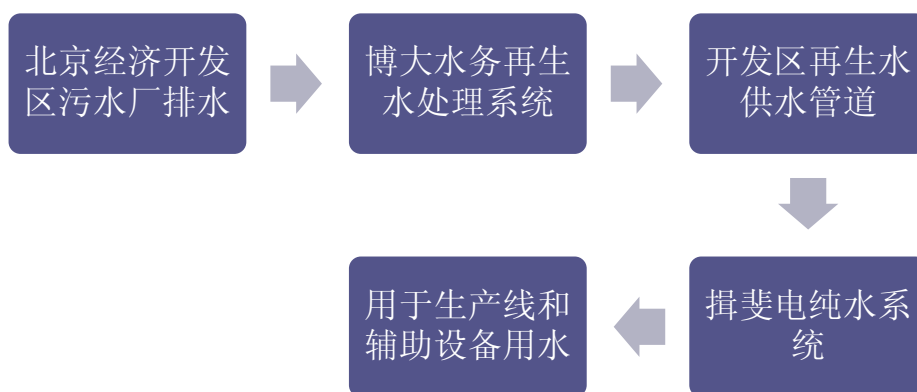 北京经济开发
区污水厂排水
博大水务再生
水处理系统
开发区再生水
供水管道
揖斐电纯水系
统
用于生产线和
辅助设备用水